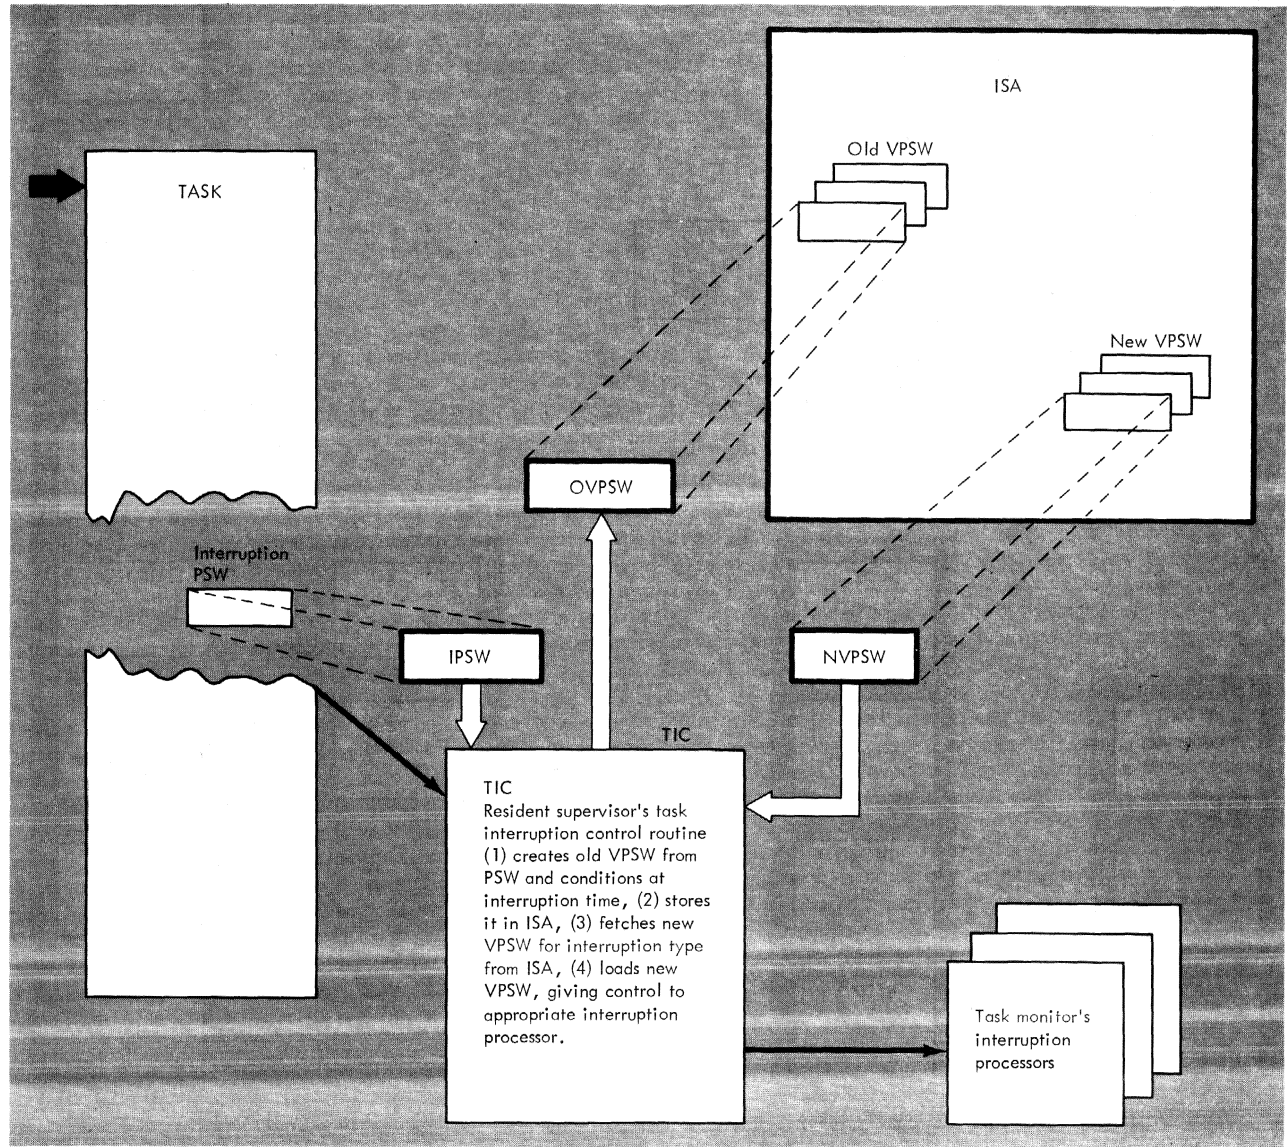 ISA
Old VPSW
TASK
New VPSW
OVPSW
Interruption
PSW
IPSW
NVPSW
TIC
TIC
Resident supervisor's task
interruption control routine
(1) creates old VPSW from
PSW and conditions at
interruption time, (2) stores
it in ISA, (3) fetches new
VPSW for interruption type
from ISA, (4) loads new
VPSW, giving control to
appropriate interruption
processor.
Task monitor's
interruption
processors